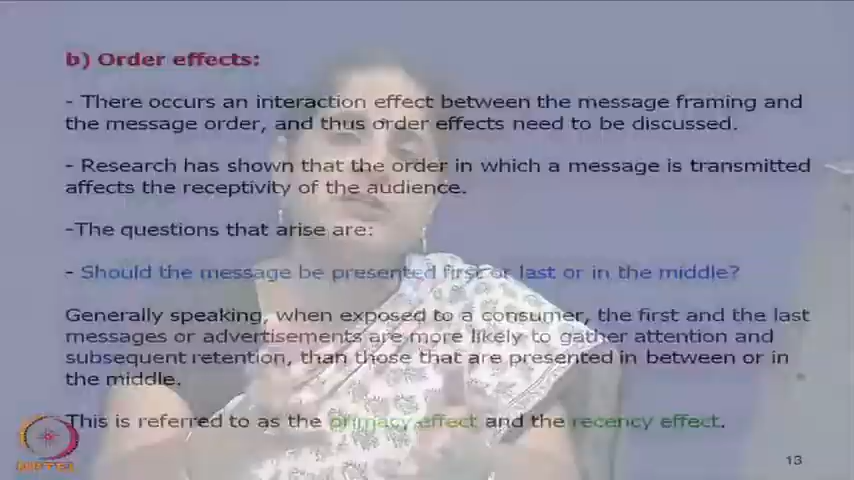 b) Order effects:
- There occurs an interaction effect between the message framing and
the message order, and thus order effects need to be discussed.
- Research has shown that the order in which a message is transmitted
affects the receptivity of the audience.
-The questions that arise are:
- Should the message be presented first or last or in the middle?
Generally speaking, when exposed to a consumer, the first and the last
messages or advertisements are more likely to gather attention and
subsequent retention, than those that are presented in between or in
the middle.
This is referred to as the primacy effect and the recency effect.
NPTEL
13